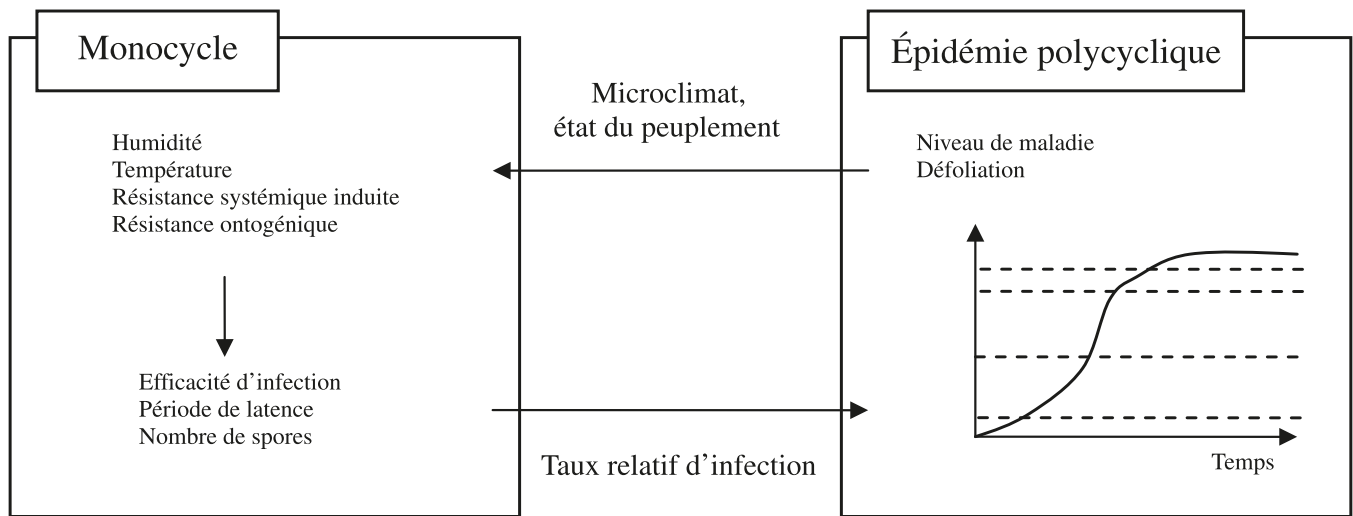 Monocycle
Humidité
Température
Résistance systémique induite
Résistance ontogénique
Efficacité d’infection
Période de latence
Nombre de spores
Microclimat,
état du peuplement
Taux relatif d’infection
Épidémie polycyclique
Niveau de maladie
Défoliation
Temps